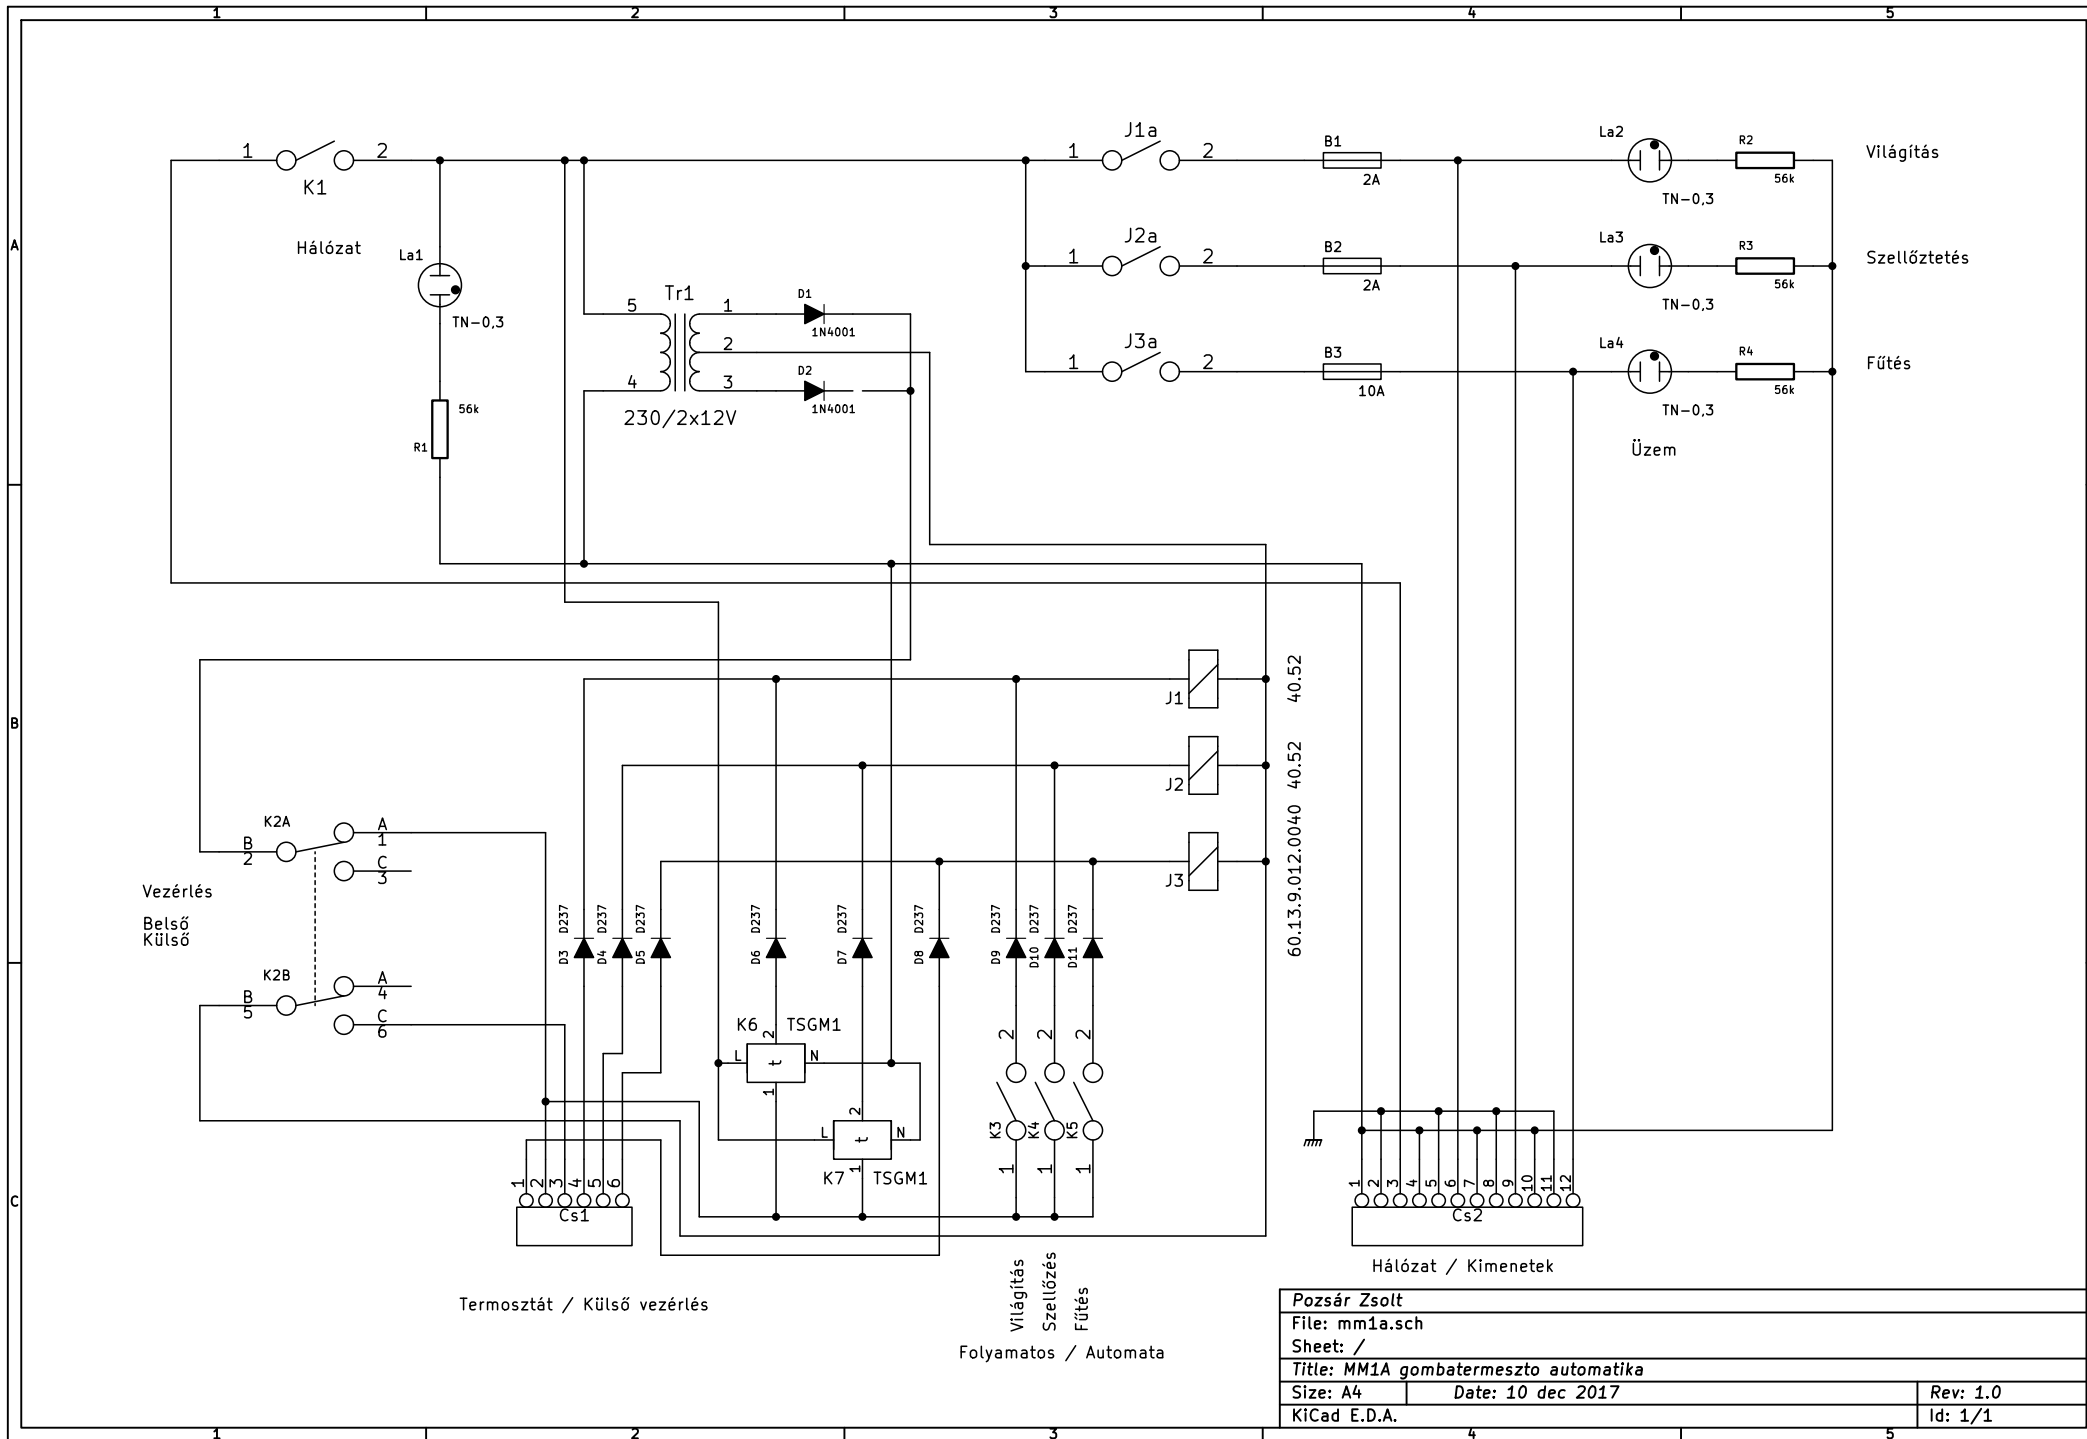 1 2 3 4 5
A
B
C
1 2
K1
Hálózat
La1
TN-0,3
56k
R1
Tr1
5 1
2
4 3
230/2x12V
D1
1N4001
D2
1N4001
J1a
1 2
B1
2A
La2
TN-0,3
R2
56k
Világítás
J2a
1 2
B2
2A
La3
TN-0,3
R3
56k
Szellőztetés
J3a
1 2
B3
10A
La4
TN-0,3
R4
56k
Fűtés
Üzem
J1
40.52
J2
40.52
J3
60.13.9.012.0040
K2A
B
2
A
1
C
3
Vezérlés
Belső
Külső
K2B
B
5
A
4
C
6
D3 D237
D4 D237
D5 D237
D6 D237
D7 D237
D8 D237
D9 D237
D10 D237
D11 D237
K6 2 TSGM1
L t N
1
2
L t N
K7 1 TSGM1
2 2 2
K3 K4 K5
1 1 1
1 2 3 4 5 6
Cs1
Termosztát / Külső vezérlés
Világítás
Szellőzés
Fűtés
Folyamatos / Automata
1 2 3 4 5 6 7 8 9 10 11 12
Cs2
Hálózat / Kimenetek
Pozsár Zsolt
File: mm1a.sch
Sheet: /
Title: MM1A gombatermeszto automatika
Size: A4 Date: 10 dec 2017 Rev: 1.0
KiCad E.D.A. Id: 1/1
1 2 3 4 5